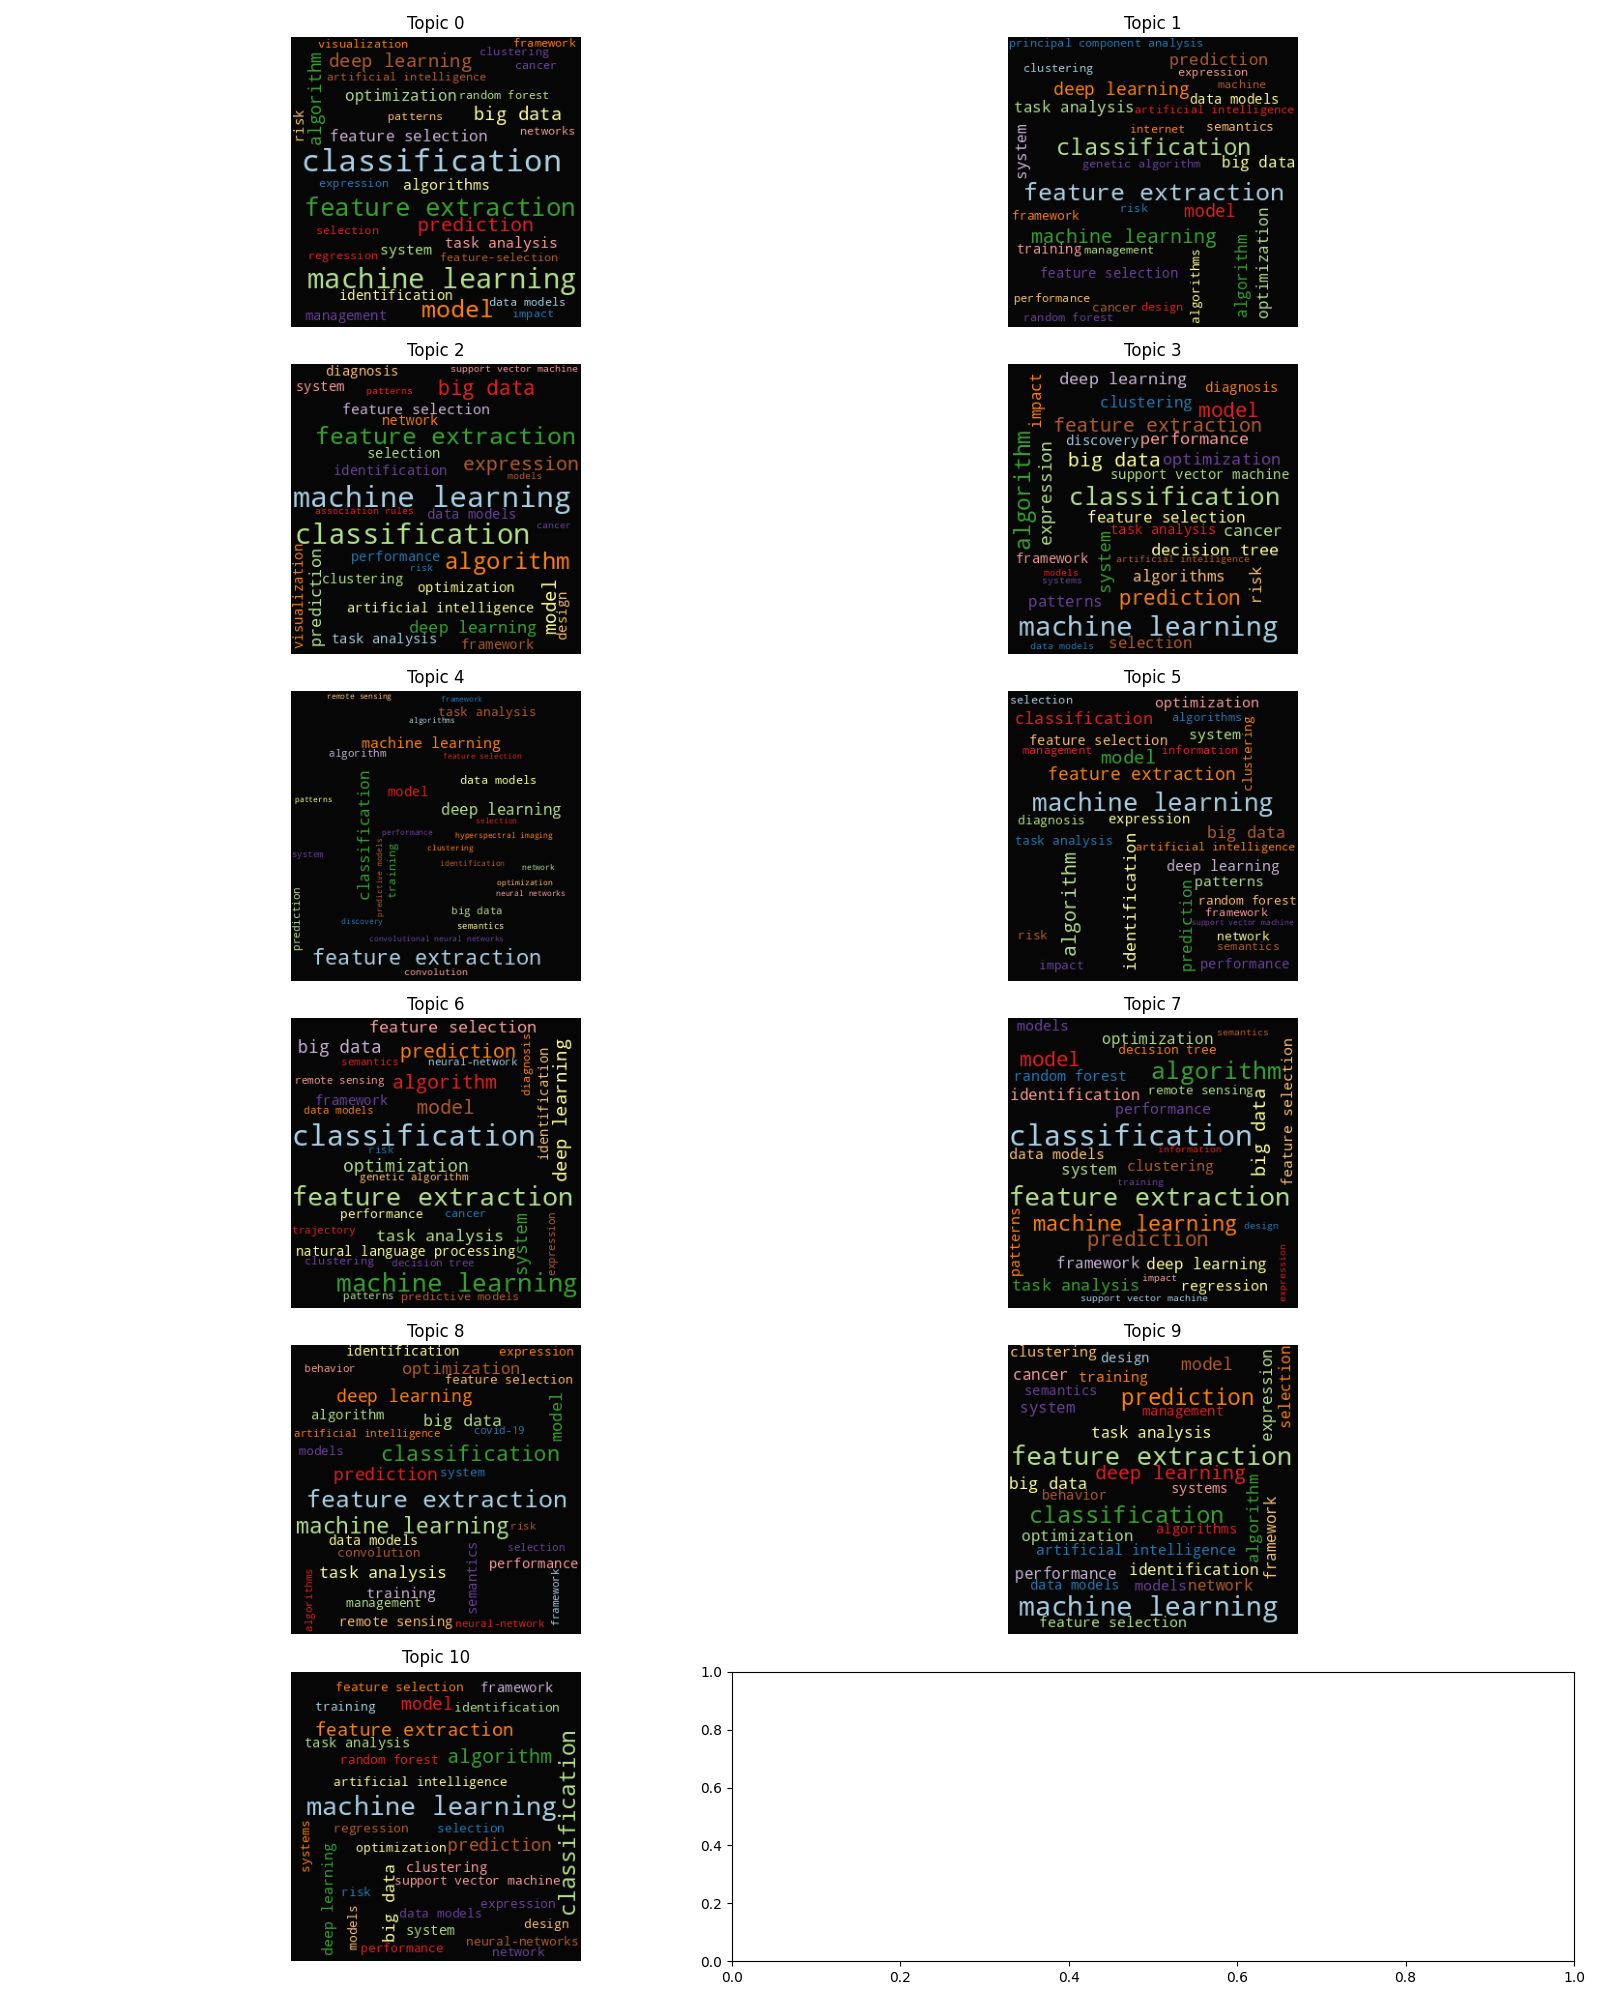 Topic 0
visualization
framework
clustering
deep learning
cancer
algorithm
artificial intelligence
optimization
random forest
risk
patterns
big data
feature selection
networks
classification
expression
algorithms
feature extraction
prediction
selection
task analysis
system
regression
feature-selection
machine learning
identification
data models
model
management
impact
Topic 1
principal component analysis
prediction
clustering
expression
machine
deep learning
data models
task analysis
artificial intelligence
internet
semantics
system
classification
genetic algorithm
big data
feature extraction
risk
model
framework
optimization
machine learning
algorithm
training
management
algorithms
feature selection
performance
cancer
design
random forest
Topic 2
diagnosis
support vector machine
system
patterns
big data
feature selection
network
feature extraction
selection
identification
expression
models
machine learning
association rules
data models
cancer
classification
visualization
prediction
performance
algorithm
risk
clustering
optimization
model
design
artificial intelligence
deep learning
task analysis
framework
Topic 3
impact
deep learning
diagnosis
clustering
model
feature extraction
algorithm
discovery
performance
expression
big data
optimization
support vector machine
classification
feature selection
task analysis
cancer
system
decision tree
framework
artificial intelligence
models
systems
algorithms
risk
patterns
prediction
machine learning
data models
selection
Topic 4
remote sensing
framework
task analysis
algorithms
machine learning
algorithm
feature selection
classification
data models
model
patterns
deep learning
selection
performance
hyperspectral imaging
predictive models
training
clustering
system
identification
network
optimization
neural networks
prediction
big data
discovery
semantics
convolutional neural networks
feature extraction
convolution
Topic 5
selection
optimization
classification
algorithms
clustering
system
feature selection
management
information
model
feature extraction
machine learning
diagnosis
expression
big data
task analysis
identification
artificial intelligence
algorithm
deep learning
prediction
patterns
random forest
framework
support vector machine
risk
network
semantics
impact
performance
Topic 6
feature selection
big data
prediction
diagnosis
deep learning
semantics
neural-network
identification
remote sensing
algorithm
framework
data models
model
classification
risk
optimization
genetic algorithm
feature extraction
performance
cancer
system
expression
trajectory
task analysis
natural language processing
clustering
decision tree
machine learning
patterns
predictive models
Topic 7
models
optimization
semantics
decision tree
feature selection
model
algorithm
random forest
remote sensing
identification
big data
performance
classification
information
data models
system
clustering
training
feature extraction
patterns
machine learning
design
prediction
expression
framework
deep learning
impact
task analysis
regression
support vector machine
Topic 8
identification
expression
behavior
optimization
feature selection
deep learning
model
algorithm
big data
artificial intelligence
covid-19
models
classification
prediction
system
feature extraction
machine learning
risk
data models
semantics
selection
convolution
performance
task analysis
algorithms
framework
training
management
remote sensing
neural-network
Topic 9
clustering
design
model
expression
selection
cancer
training
semantics
prediction
system
management
task analysis
feature extraction
deep learning
big data
systems
algorithm
behavior
framework
classification
algorithms
optimization
artificial intelligence
performance
identification
data models
models
network
machine learning
feature selection
Topic 10
feature selection
framework
training
model
identification
feature extraction
classification
task analysis
random forest
algorithm
artificial intelligence
machine learning
systems
regression
selection
deep learning
optimization
prediction
clustering
big data
support vector machine
risk
expression
models
data models
design
system
neural-networks
performance
network
1.0
0.8
0.6
0.4
0.2
0.0
0.0 0.2 0.4 0.6 0.8 1.0